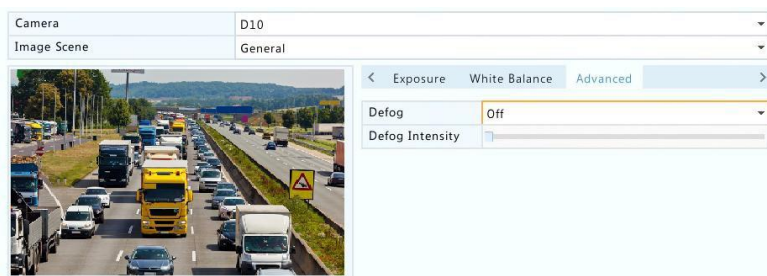 Camera D10
Image Scene General
< Exposure White Balance Advanced >
Defog Off
Defog Intensity